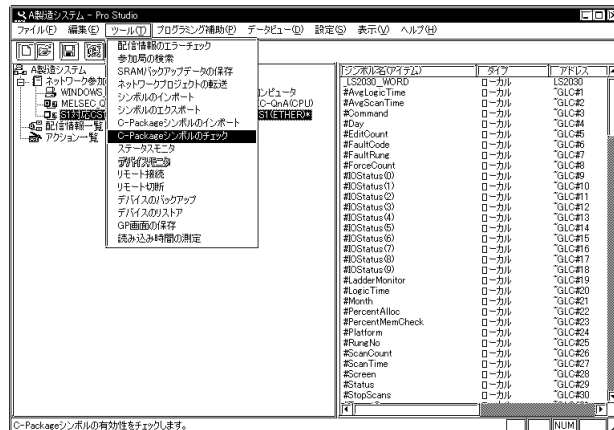 A製造システム - Pro Studio
ファイル(F) 編集(E) ツール(T) プログラミング補助(P) データビュー(D) 設定(S) 表示(V) ヘルプ(H)
配信情報のエラーチェック
参加局の検索
SRAMバックアップデータの保存
ネットワークプロジェクトの転送
シンボルのインポート
シンボルのエクスポート
C-Packageシンボルのインポート
C-Packageシンボルのチェック
ステータスモニタ
デバイスモニタ
リモート接続
リモート切断
デバイスのバックアップ
デバイスのリストア
GP画面の保存
読み込み時間の測定
A製造システム
ネットワーク参加
WINDOWS
ピュータ
MELSEC
C-QnA(CPU)
S1対応
S1(ETHER)*
配信情報一覧
アクション一覧
シンボル名(アイテム) タイプ アドレス
_LS2030_WORD ローカル LS2030
#AvgLogicTime ローカル ~GLC#1
#AvgScanTime ローカル ~GLC#2
#Command ローカル ~GLC#3
#Day ローカル ~GLC#4
#EditCount ローカル ~GLC#5
#FaultCode ローカル ~GLC#6
#FaultRung ローカル ~GLC#7
#ForceCount ローカル ~GLC#8
#IOStatus(0) ローカル ~GLC#9
#IOStatus(1) ローカル ~GLC#10
#IOStatus(2) ローカル ~GLC#11
#IOStatus(3) ローカル ~GLC#12
#IOStatus(4) ローカル ~GLC#13
#IOStatus(5) ローカル ~GLC#14
#IOStatus(6) ローカル ~GLC#15
#IOStatus(7) ローカル ~GLC#16
#IOStatus(8) ローカル ~GLC#17
#IOStatus(9) ローカル ~GLC#18
#LadderMonitor ローカル ~GLC#19
#LogicTime ローカル ~GLC#20
#Month ローカル ~GLC#21
#PercentAlloc ローカル ~GLC#22
#PercentMemCheck ローカル ~GLC#23
#Platform ローカル ~GLC#24
#RungNo ローカル ~GLC#25
#ScanCount ローカル ~GLC#26
#ScanTime ローカル ~GLC#27
#Screen ローカル ~GLC#28
#Status ローカル ~GLC#29
#StopScans ローカル ~GLC#30
C-Packageシンボルの有効性をチェックします。
NUM